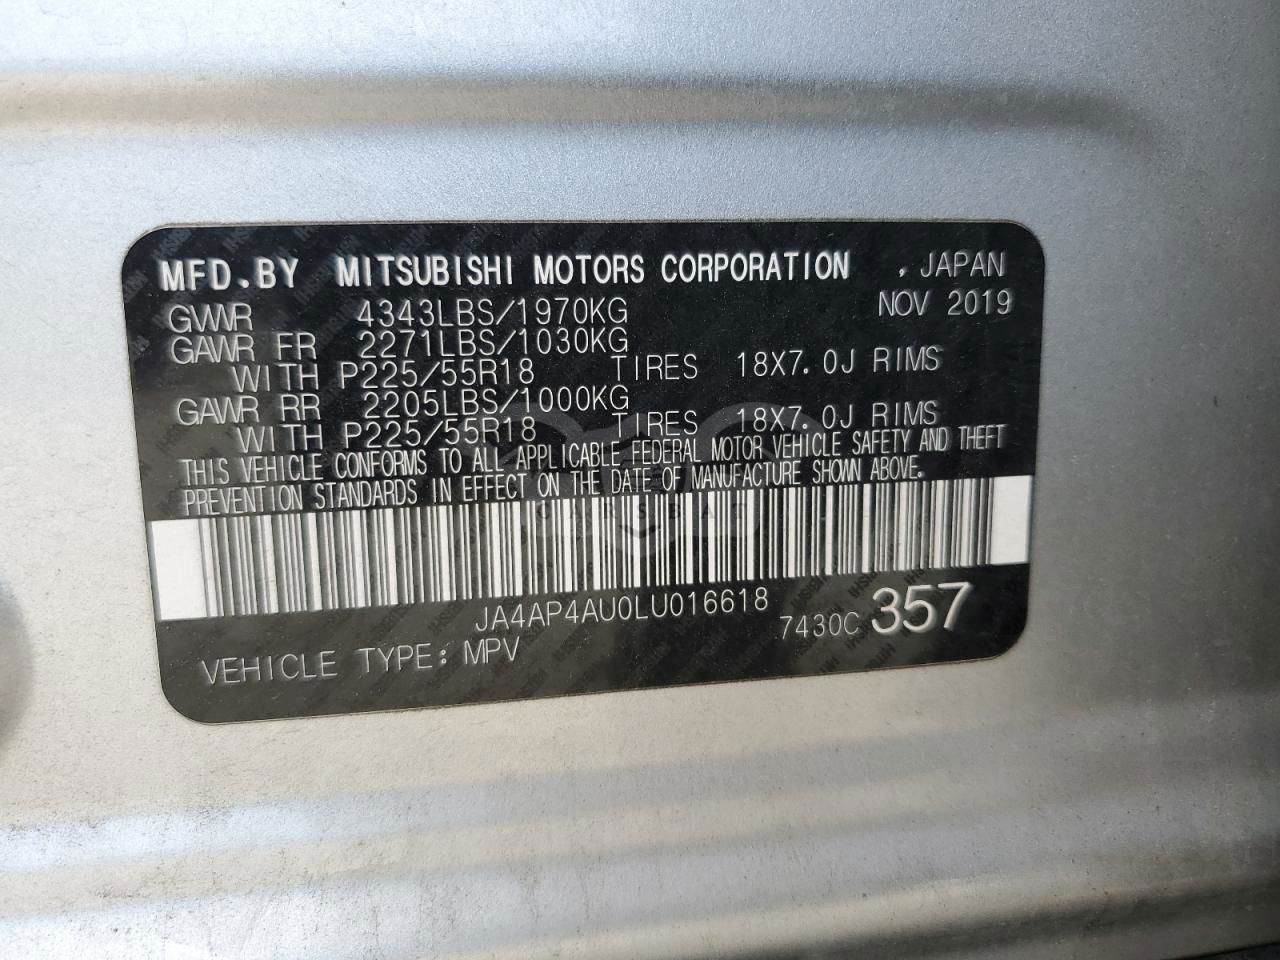 MFD.BY MITSUBISHI MOTORS CORPORATION , JAPAN
GVWR 4343LBS/1970KG NOV 2019
GAWR FR 2271LBS/1030KG
WITH P225/55R18 TIRES 18X7.0J RIMS
GAWR RR 2205LBS/1000KG
WITH P225/55R18 TIRES 18X7.0J RIMS
THIS VEHICLE CONFORMS TO ALL APPLICABLE FEDERAL MOTOR VEHICLE SAFETY AND THEFT
PREVENTION STANDARDS IN EFFECT ON THE DATE OF MANUFACTURE SHOWN ABOVE.
CARSBAT
JA4AP4AU0LU016618
7430C 357
VEHICLE TYPE: MPV